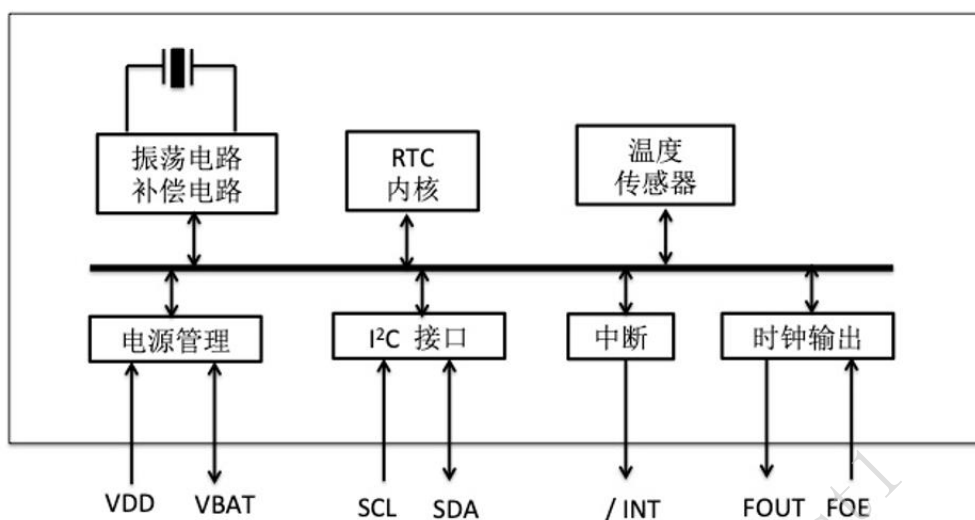 振荡电路
补偿电路
RTC
内核
温度
传感器
电源管理
I²C 接口
中断
时钟输出
VDD
VBAT
SCL
SDA
/ INT
FOUT
FOE